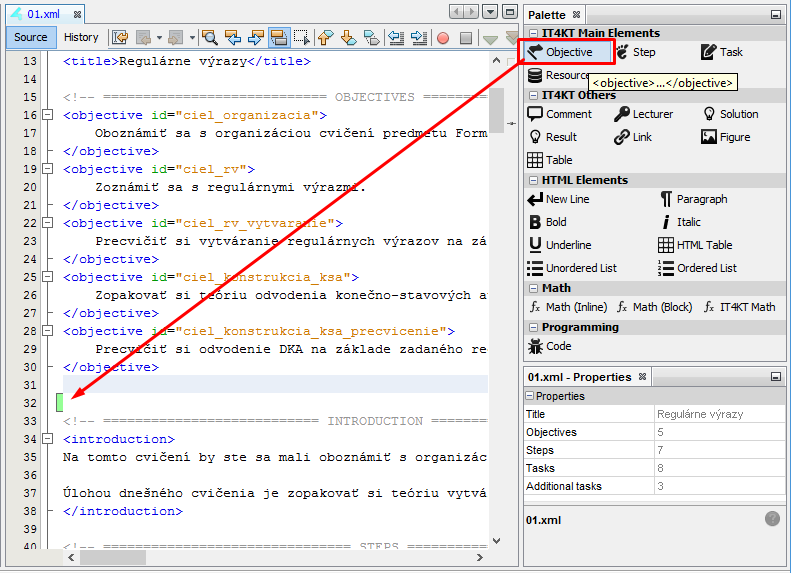 01.xml
Source History
13 <title>Regulárne výrazy</title>
14
15 <!-- ============================ OBJECTIVES ==========
16 <objective id="ciel_organizacia">
17 Oboznámiť sa s organizáciou cvičení predmetu Form
18 </objective>
19 <objective id="ciel_rv">
20 Zoznámiť sa s regulárnymi výrazmi.
21 </objective>
22 <objective id="ciel_rv_vytvaranie">
23 Precvičiť si vytváranie regulárnych výrazov na zá
24 </objective>
25 <objective id="ciel_konstrukcia_ksa">
26 Zopakovať si teóriu odvodenia konečno-stavových a
27 </objective>
28 <objective id="ciel_konstrukcia_ksa_precvicenie">
29 Precvičiť si odvodenie DKA na základe zadaného re
30 </objective>
31
32
33 <!-- =========================== INTRODUCTION =========
34 <introduction>
35 Na tomto cvičení by ste sa mali oboznámiť s organizác
36
37 Úlohou dnešného cvičenia je zopakovať si teóriu vytvá
38 </introduction>
39
40 <!-- =============================== STEPS ============
Palette
IT4KT Main Elements
Objective Step Task
Resource
<objective>...</objective>
IT4KT Others
Comment Lecturer Solution
Result Link Figure
Table
HTML Elements
New Line Paragraph
Bold Italic
Underline HTML Table
Unordered List Ordered List
Math
Math (Inline) Math (Block) IT4KT Math
Programming
Code
01.xml - Properties
Properties
Title Regulárne výrazy
Objectives 5
Steps 7
Tasks 8
Additional tasks 3
01.xml